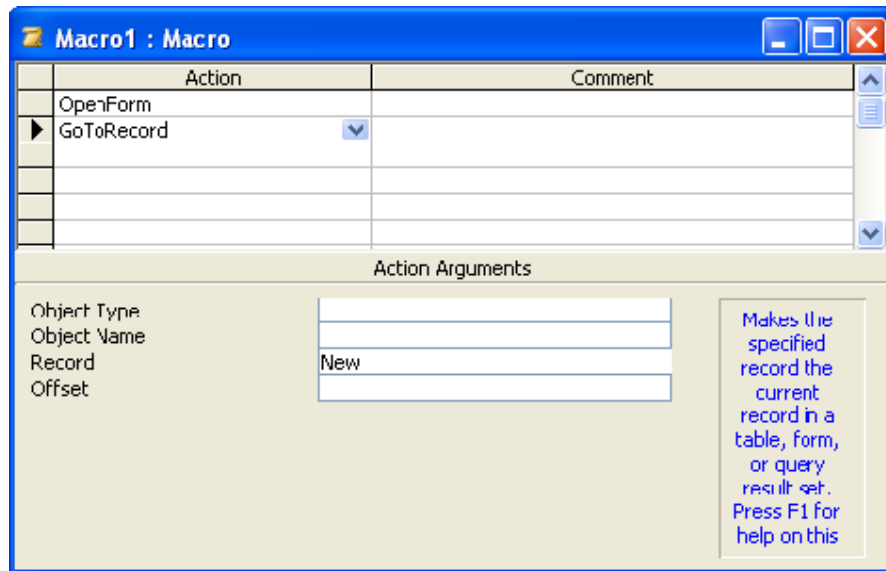 Macro1 : Macro
Action Comment
OpenForm
GoToRecord
Action Arguments
Object Type
Object Name
Record New
Offset
Makes the
specified
record the
current
record in a
table, form,
or query
result set.
Press F1 for
help on this